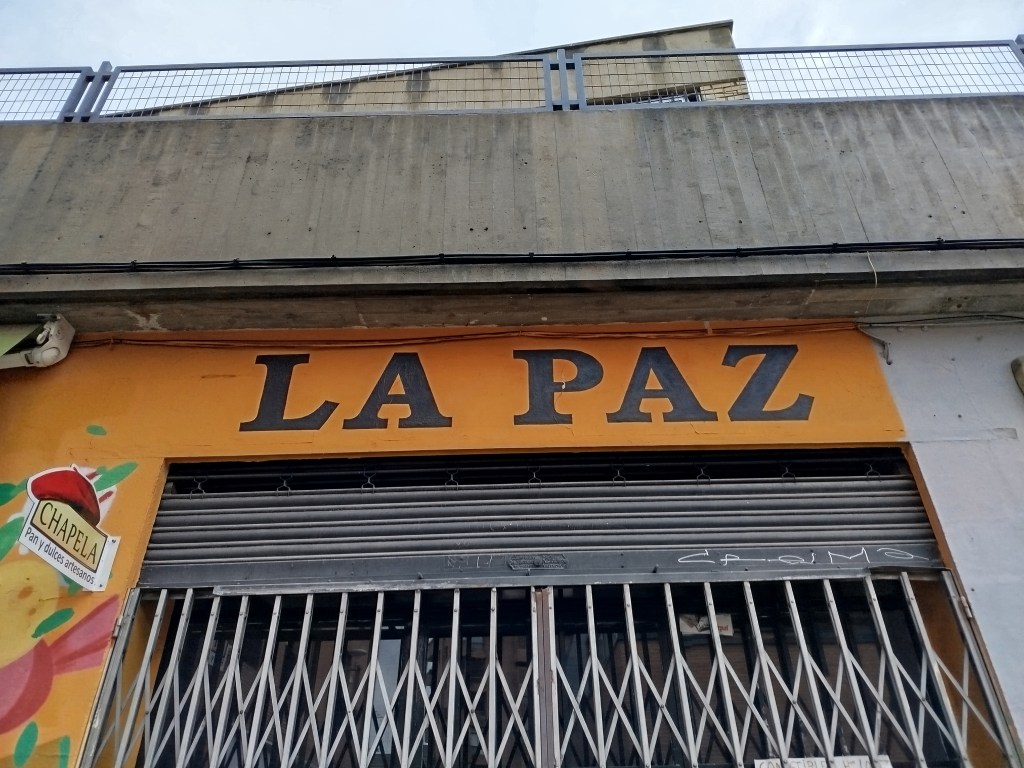 LA PAZ
CHAPELA
Pan y dulces artesanos